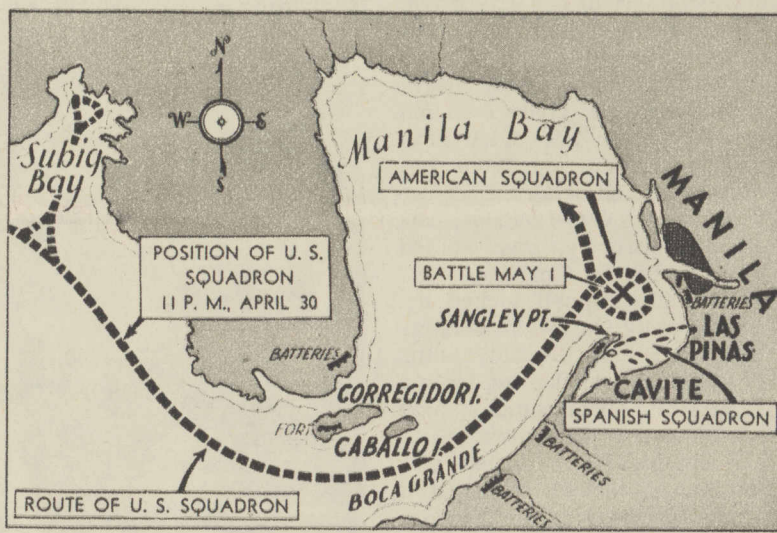 N
W
E
S
Subig
Bay
Manila Bay
AMERICAN SQUADRON
MANILA
POSITION OF U. S.
SQUADRON
11 P. M., APRIL 30
BATTLE MAY 1
BATTERIES
SANGLEY PT.
LAS
PINAS
BATTERIES
CORREGIDOR I.
CAVITE
SPANISH SQUADRON
FORT
CABALLO I.
BOCA GRANDE
BATTERIES
BATTERIES
ROUTE OF U. S. SQUADRON